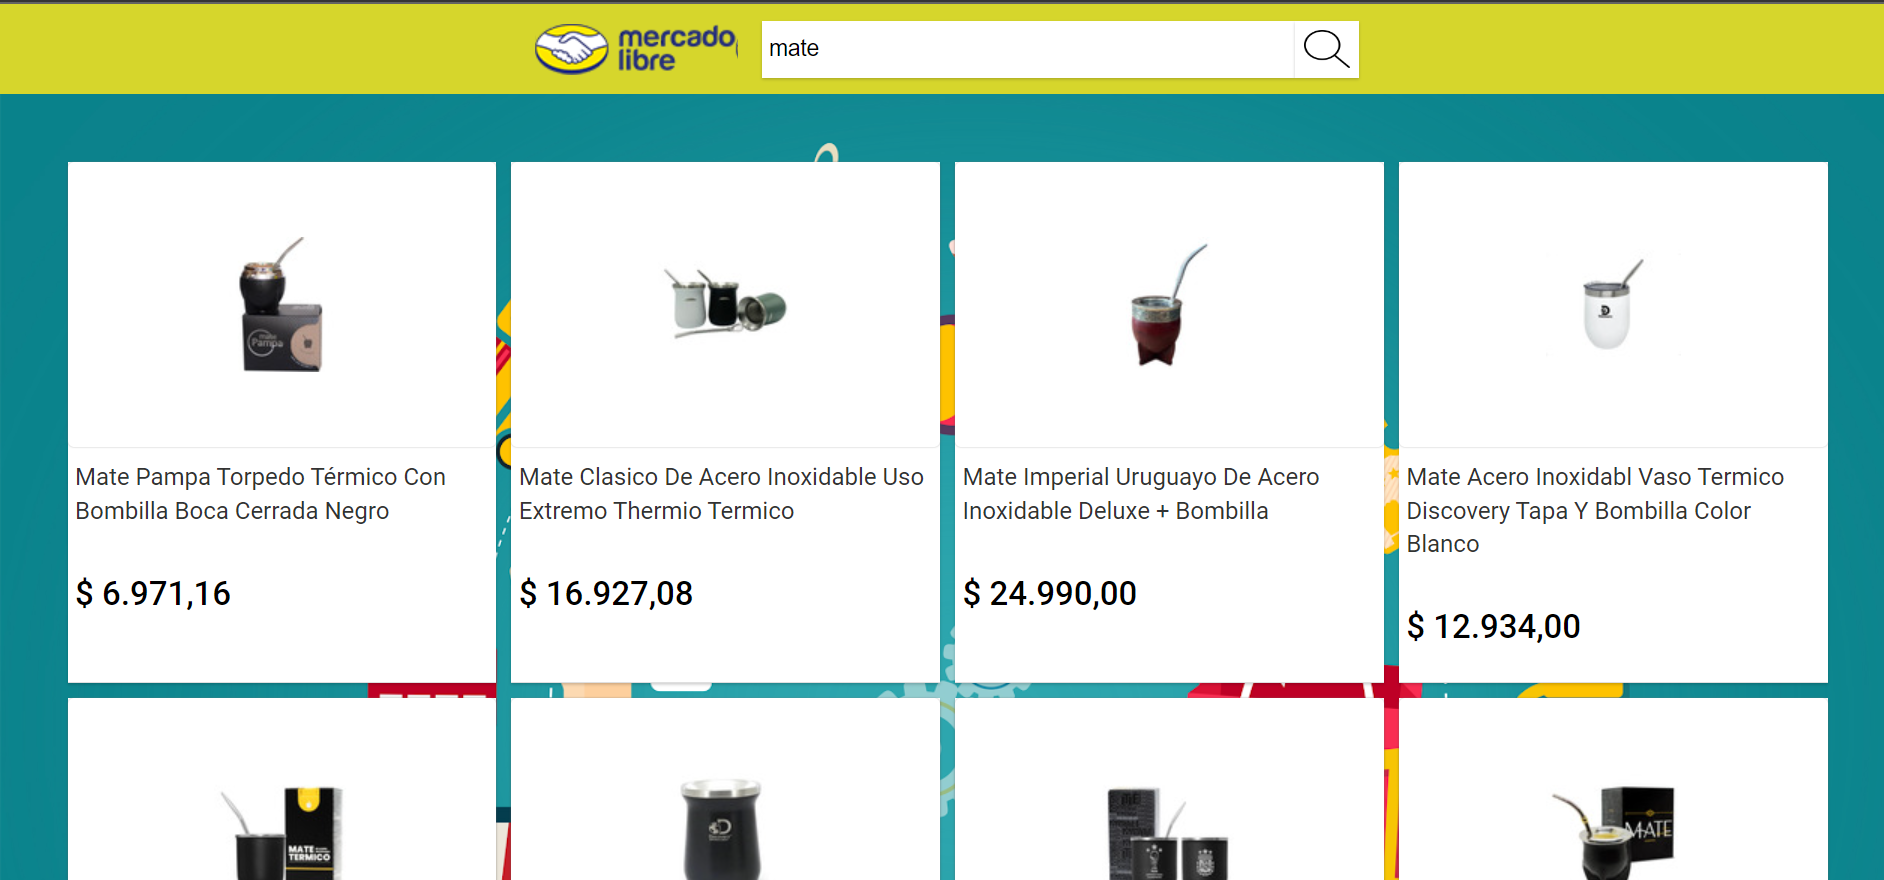 mercado
libre
mate
mate
Pampa
Mate Pampa Torpedo Térmico Con
Bombilla Boca Cerrada Negro
$ 6.971,16
Mate Clasico De Acero Inoxidable Uso
Extremo Thermio Termico
$ 16.927,08
Mate Imperial Uruguayo De Acero
Inoxidable Deluxe + Bombilla
$ 24.990,00
Mate Acero Inoxidabl Vaso Termico
Discovery Tapa Y Bombilla Color
Blanco
$ 12.934,00
MATE
TERMICO
MATE